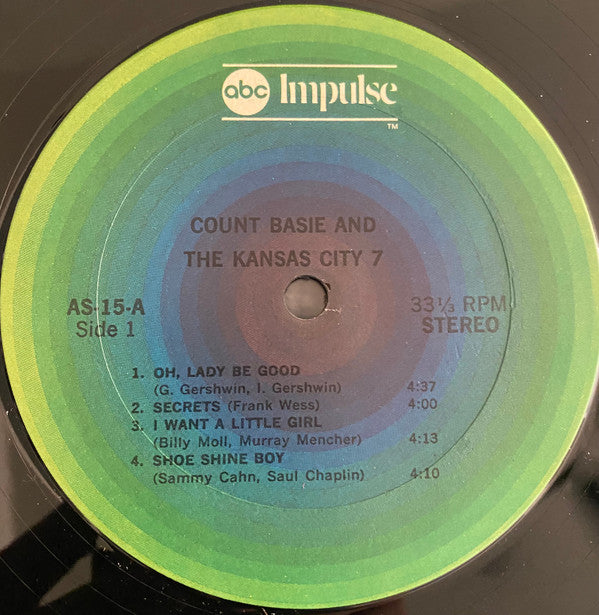 abc Impulse
TM
COUNT BASIE AND
THE KANSAS CITY 7
AS-15-A
Side 1
33⅓ RPM
STEREO
1. OH, LADY BE GOOD
(G. Gershwin, I. Gershwin) 4:37
2. SECRETS (Frank Wess) 4:00
3. I WANT A LITTLE GIRL
(Billy Moll, Murray Mencher) 4:13
4. SHOE SHINE BOY
(Sammy Cahn, Saul Chaplin) 4:10